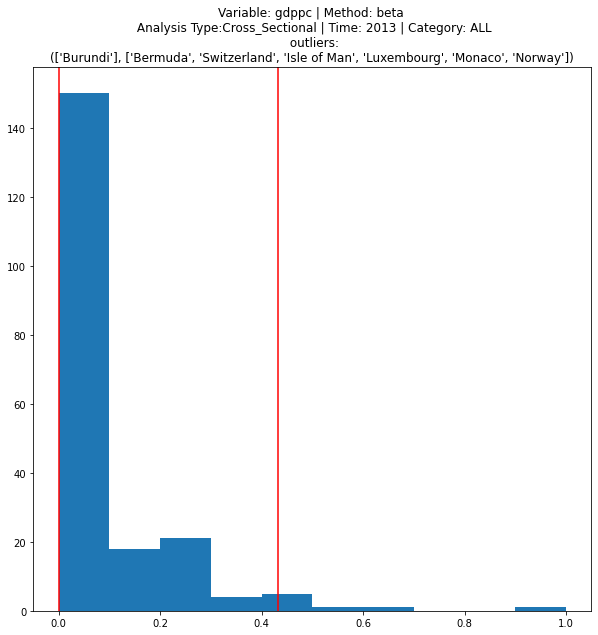 Variable: gdppc | Method: beta
Analysis Type:Cross_Sectional | Time: 2013 | Category: ALL
outliers:
(['Burundi'], ['Bermuda', 'Switzerland', 'Isle of Man', 'Luxembourg', 'Monaco', 'Norway'])
140
120
100
80
60
40
20
0
0.0 0.2 0.4 0.6 0.8 1.0